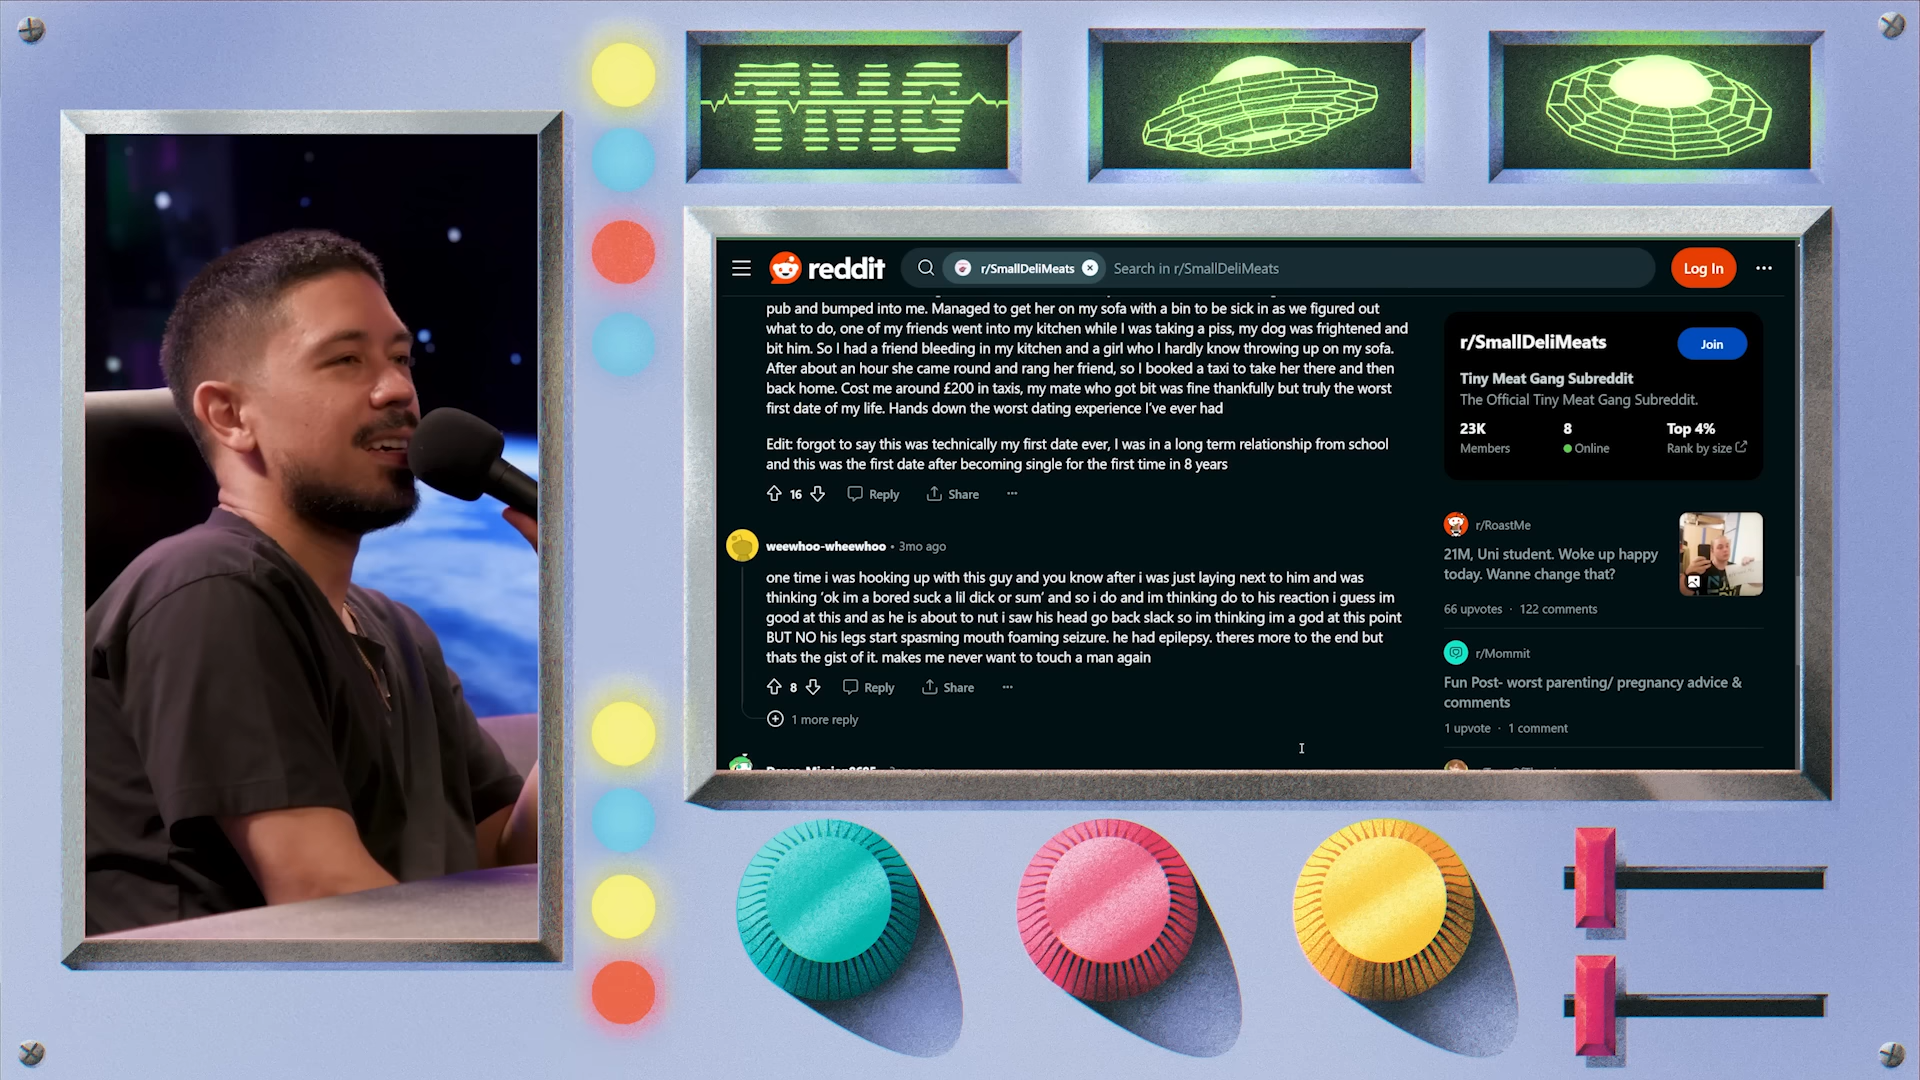 TMG
reddit
r/SmallDeliMeats
Search in r/SmallDeliMeats
Log In
pub and bumped into me. Managed to get her on my sofa with a bin to be sick in as we figured out
what to do, one of my friends went into my kitchen while I was taking a piss, my dog was frightened and
bit him. So I had a friend bleeding in my kitchen and a girl who I hardly know throwing up on my sofa.
After about an hour she came round and rang her friend, so I booked a taxi to take her there and then
back home. Cost me around £200 in taxis, my mate who got bit was fine thankfully but truly the worst
first date of my life. Hands down the worst dating experience I've ever had
Edit: forgot to say this was technically my first date ever, I was in a long term relationship from school
and this was the first date after becoming single for the first time in 8 years
16 Reply Share
weewhoo-wheewhoo • 3mo ago
one time i was hooking up with this guy and you know after i was just laying next to him and was
thinking 'ok im a bored suck a lil dick or sum' and so i do and im thinking do to his reaction i guess im
good at this and as he is about to nut i saw his head go back slack so im thinking im a god at this point
BUT NO his legs start spasming mouth foaming seizure. he had epilepsy. theres more to the end but
thats the gist of it. makes me never want to touch a man again
8 Reply Share
1 more reply
r/SmallDeliMeats
Join
Tiny Meat Gang Subreddit
The Official Tiny Meat Gang Subreddit.
23K 8 Top 4%
Members Online Rank by size
r/RoastMe
21M, Uni student. Woke up happy
today. Wanne change that?
66 upvotes · 122 comments
r/Mommit
Fun Post- worst parenting/ pregnancy advice &
comments
1 upvote · 1 comment